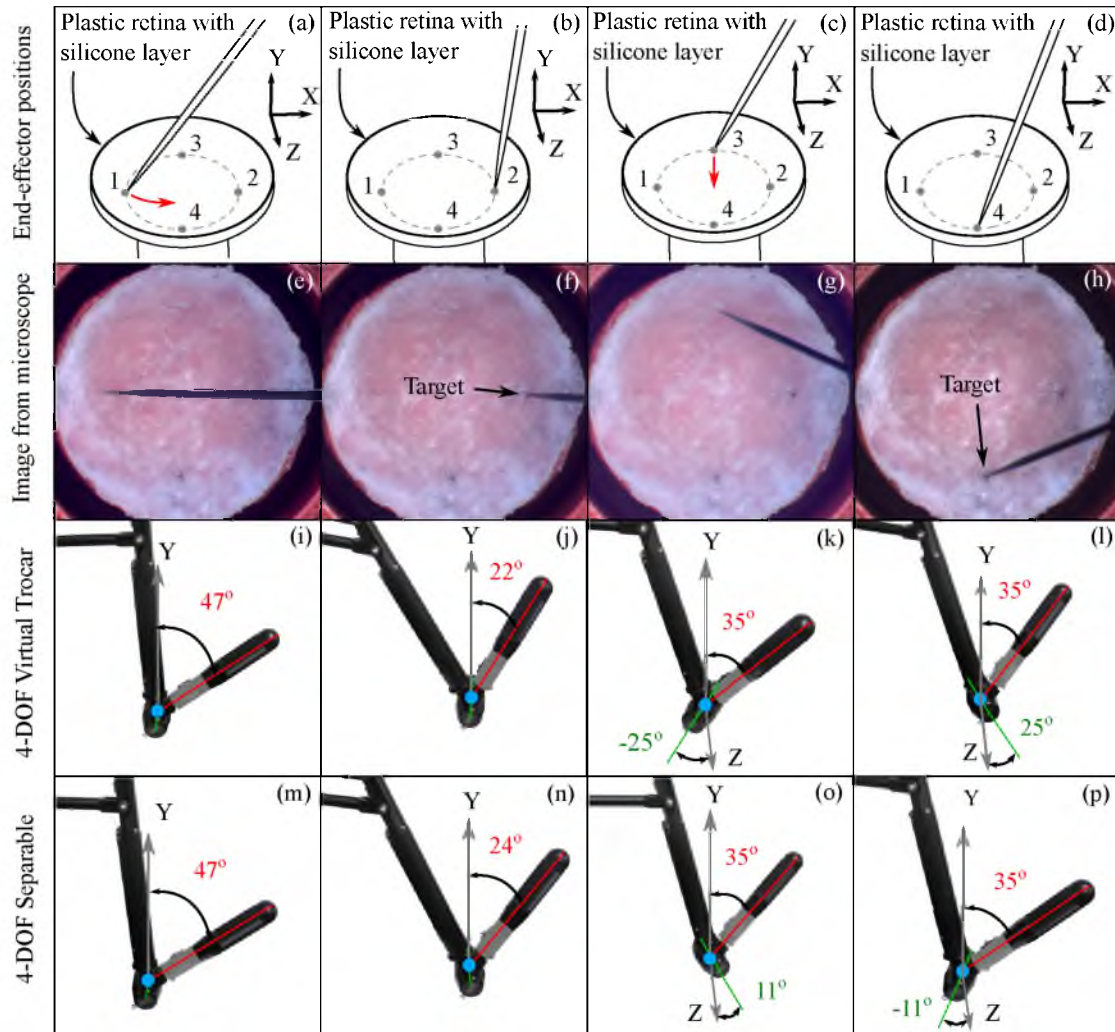 End-effector positions
Plastic retina with
silicone layer
(a)
Y
X
Z
1
2
3
4
Plastic retina with
silicone layer
(b)
Y
X
Z
1
2
3
4
Plastic retina with
silicone layer
(c)
Y
X
Z
1
2
3
4
Plastic retina with
silicone layer
(d)
Y
X
Z
1
2
3
4
Image from microscope
(e)
(f)
Target
(g)
(h)
Target
4-DOF Virtual Trocar
(i)
Y
47°
(j)
Y
22°
(k)
Y
35°
-25°
Z
(l)
Y
35°
25°
Z
4-DOF Separable
(m)
Y
47°
(n)
Y
24°
(o)
Y
35°
11°
Z
(p)
Y
35°
-11°
Z